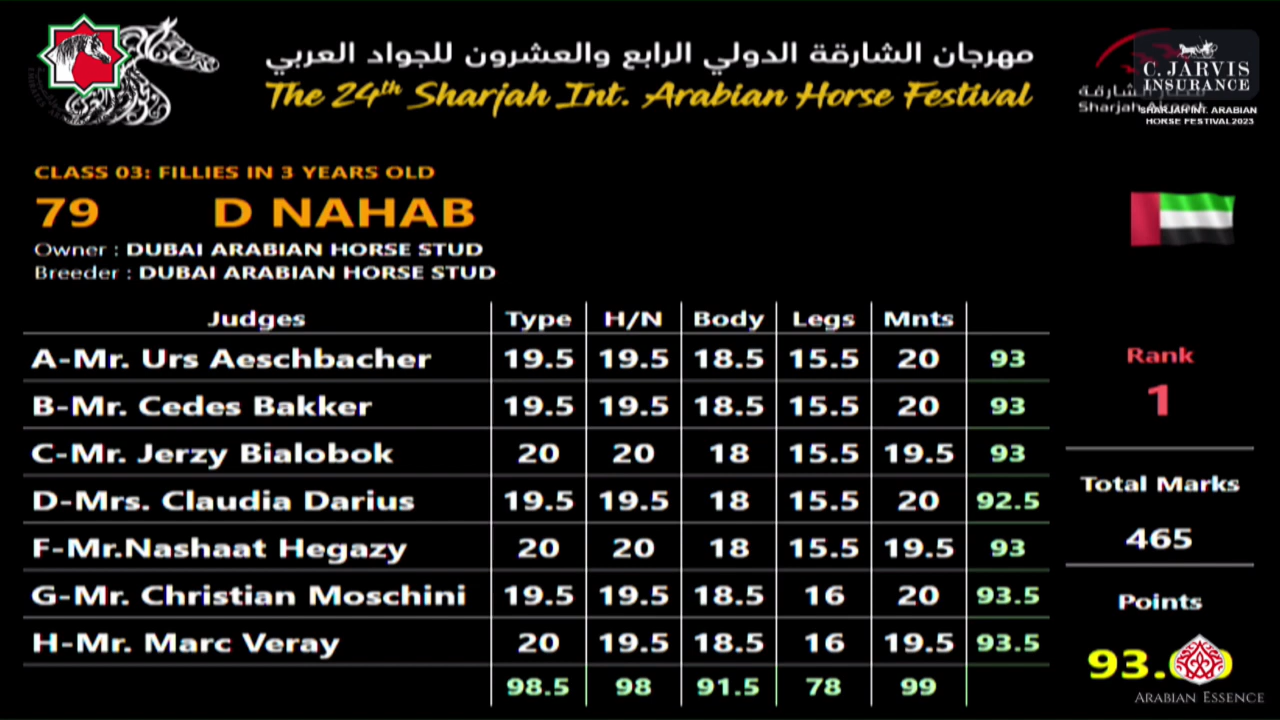 مهرجان الشارقة الدولي الرابع والعشرون للجواد العربي
The 24th Sharjah Int. Arabian Horse Festival
C. JARVIS
INSURANCE
SHARJAH INT. ARABIAN
HORSE FESTIVAL2023
CLASS 03: FILLIES IN 3 YEARS OLD
79 D NAHAB
Owner : DUBAI ARABIAN HORSE STUD
Breeder : DUBAI ARABIAN HORSE STUD
Judges Type H/N Body Legs Mnts
A-Mr. Urs Aeschbacher 19.5 19.5 18.5 15.5 20 93
B-Mr. Cedes Bakker 19.5 19.5 18.5 15.5 20 93
C-Mr. Jerzy Bialobok 20 20 18 15.5 19.5 93
D-Mrs. Claudia Darius 19.5 19.5 18 15.5 20 92.5
F-Mr.Nashaat Hegazy 20 20 18 15.5 19.5 93
G-Mr. Christian Moschini 19.5 19.5 18.5 16 20 93.5
H-Mr. Marc Veray 20 19.5 18.5 16 19.5 93.5
98.5 98 91.5 78 99
Rank
1
Total Marks
465
Points
93.
ARABIAN ESSENCE